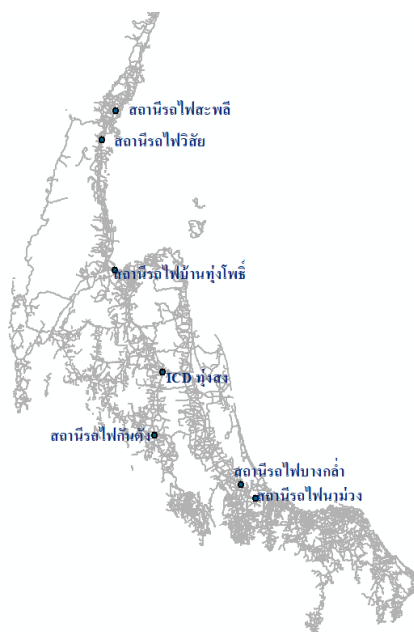 สถานีรถไฟสะพลี
สถานีรถไฟวิสัย
สถานีรถไฟบ้านทุ่งโพธิ์
ICD ทุ่งสง
สถานีรถไฟกันตัง
สถานีรถไฟบางกล่ำ
สถานีรถไฟนาม่วง